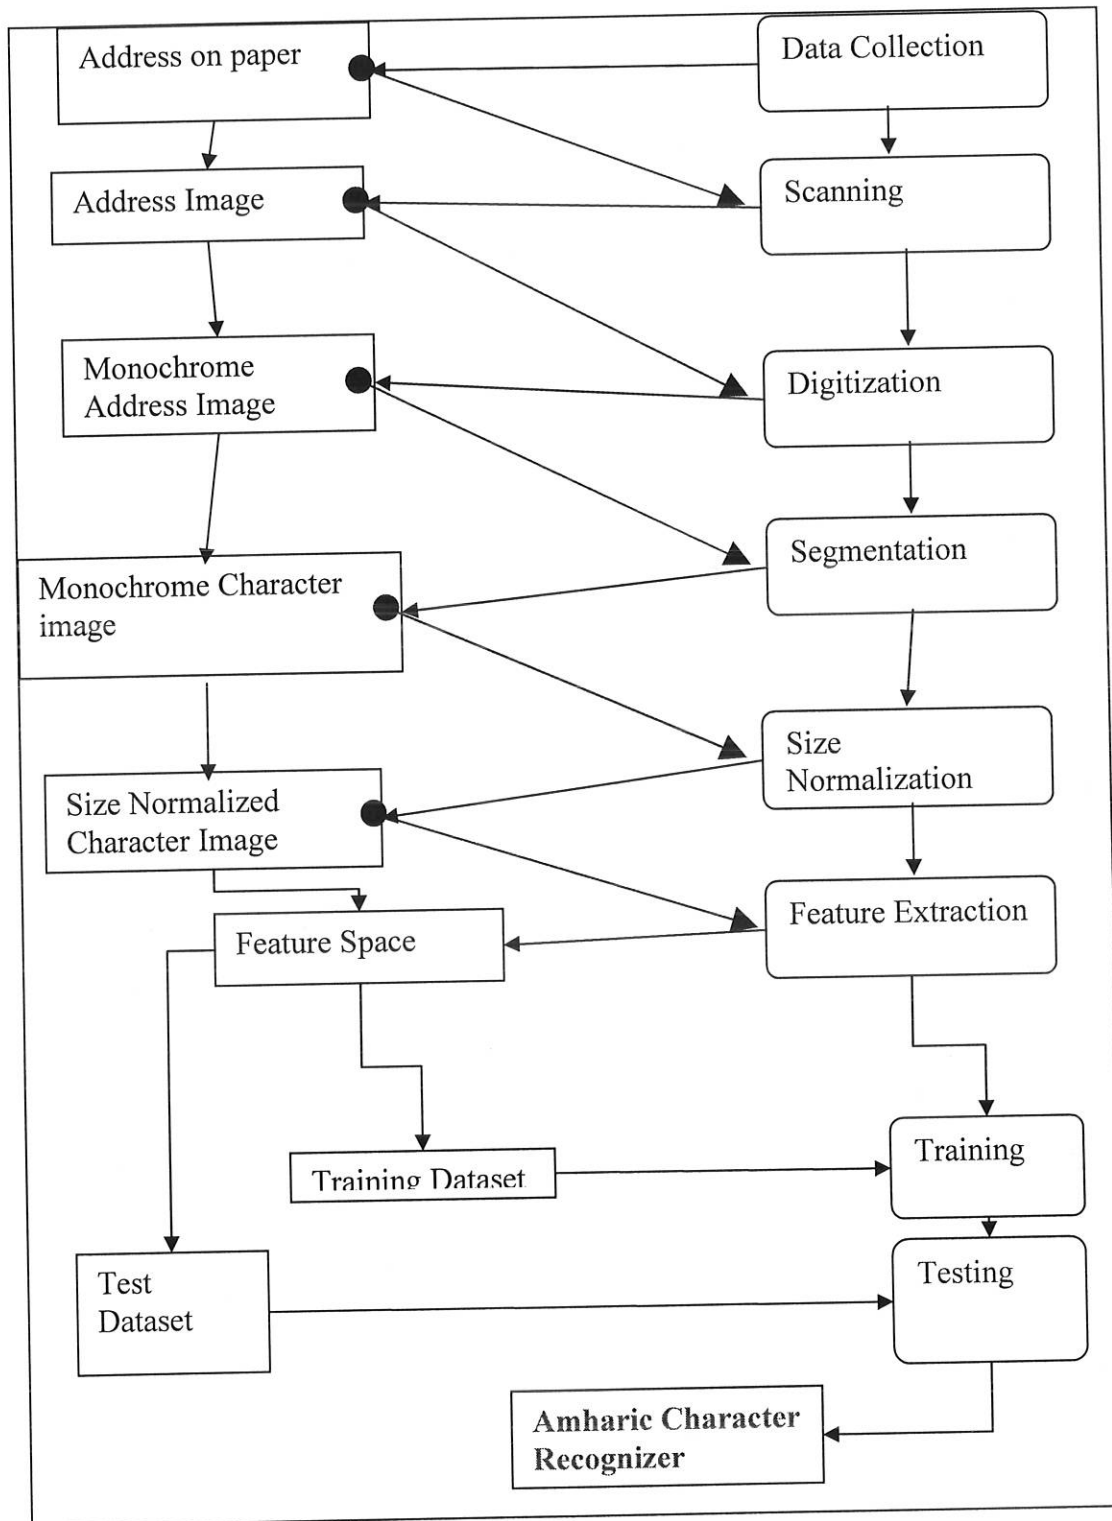 Address on paper
Data Collection
Address Image
Scanning
Monochrome
Address Image
Digitization
Monochrome Character
image
Segmentation
Size Normalized
Character Image
Size
Normalization
Feature Space
Feature Extraction
Training Dataset
Training
Test
Dataset
Testing
Amharic Character
Recognizer